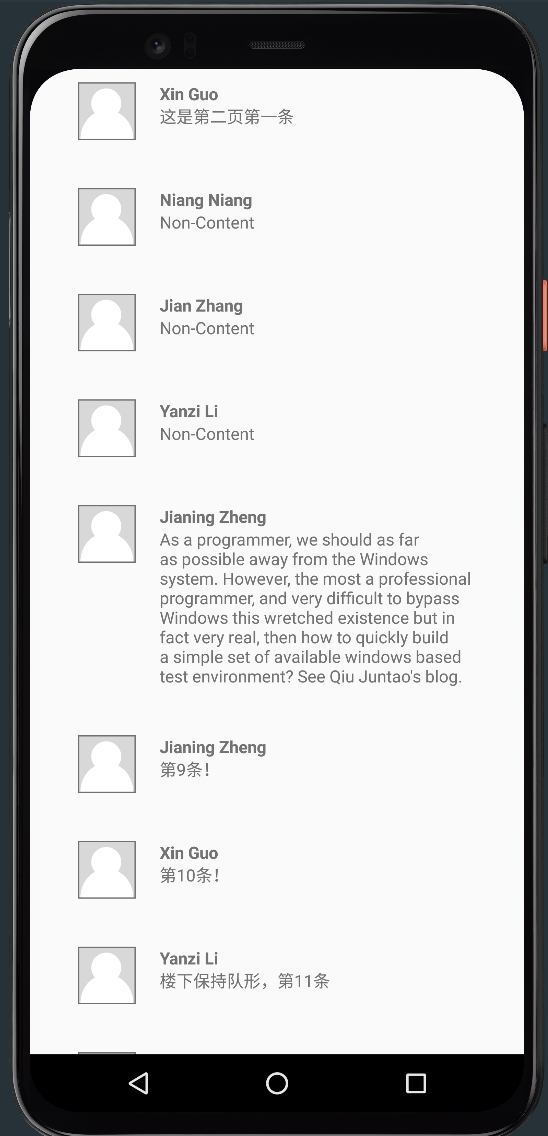 Xin Guo
这是第二页第一条
Niang Niang
Non-Content
Jian Zhang
Non-Content
Yanzi Li
Non-Content
Jianing Zheng
As a programmer, we should as far
as possible away from the Windows
system. However, the most a professional
programmer, and very difficult to bypass
Windows this wretched existence but in
fact very real, then how to quickly build
a simple set of available windows based
test environment? See Qiu Juntao's blog.
Jianing Zheng
第9条！
Xin Guo
第10条！
Yanzi Li
楼下保持队形，第11条